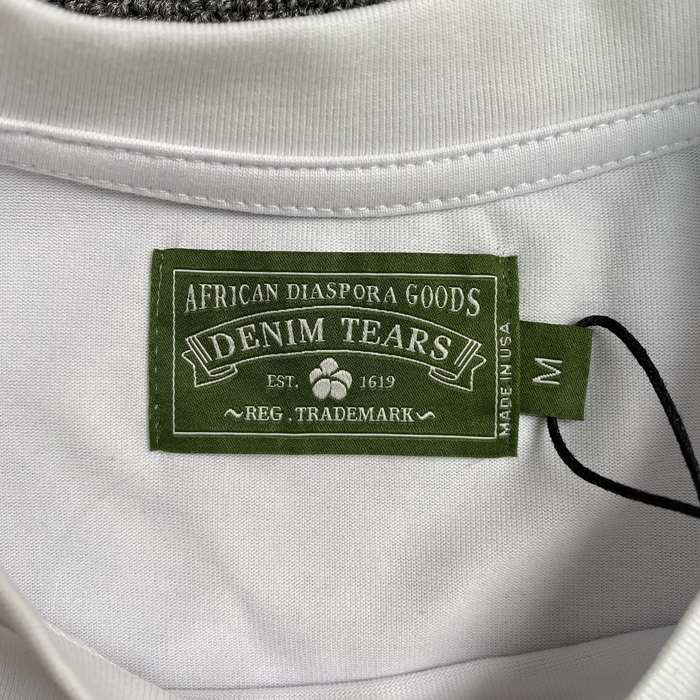 AFRICAN DIASPORA GOODS
DENIM TEARS
EST. 1619
~REG . TRADEMARK~
MADE IN USA
M